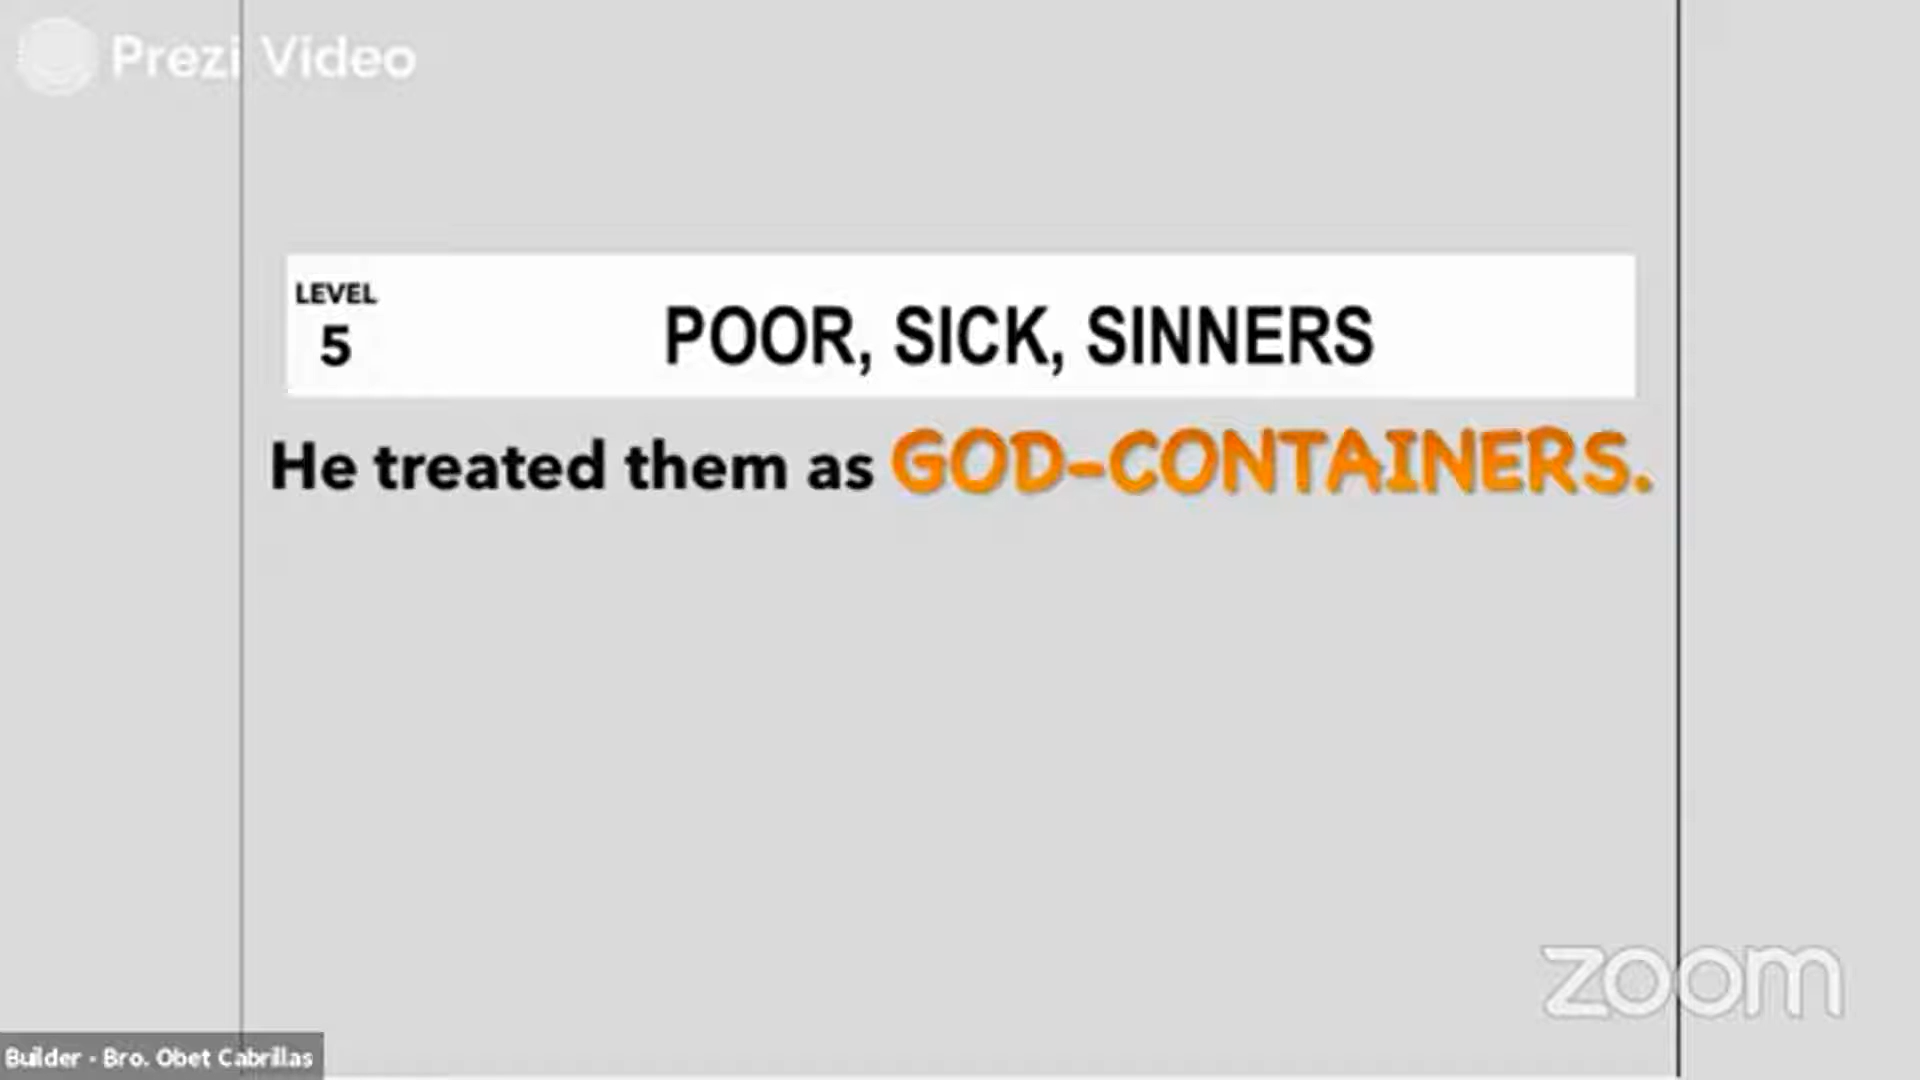 Prezi Video
LEVEL
5
POOR, SICK, SINNERS
He treated them as GOD-CONTAINERS.
zoom
Builder - Bro. Obet Cabrillas